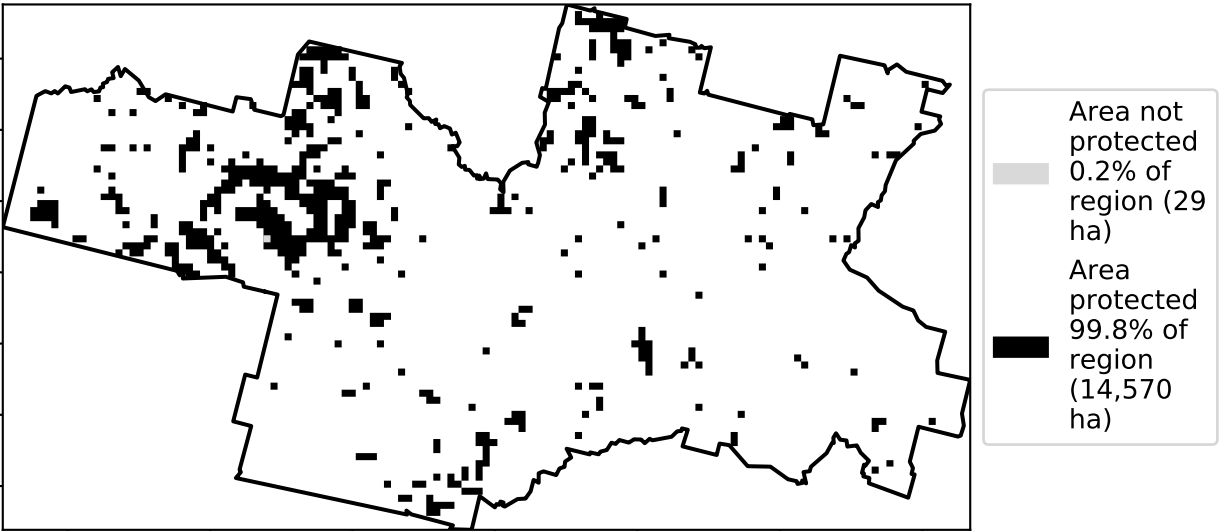 Area not
protected
0.2% of
region (29
ha)
Area
protected
99.8% of
region
(14,570
ha)